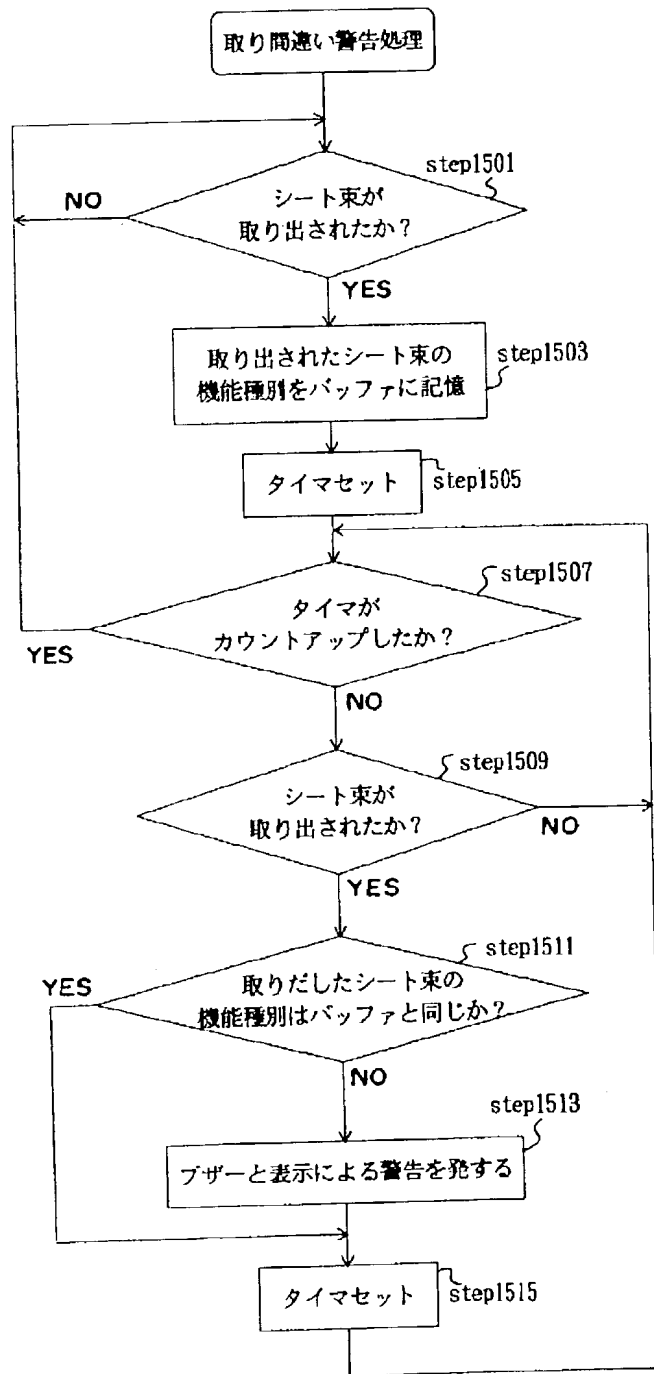 取り間違い警告処理
step1501
シート束が
取り出されたか?
NO
YES
取り出されたシート束の
機能種別をバッファに記憶
step1503
タイマセット
step1505
step1507
タイマが
カウントアップしたか?
YES
NO
step1509
シート束が
取り出されたか?
NO
YES
step1511
取りだしたシート束の
機能種別はバッファと同じか?
YES
NO
step1513
ブザーと表示による警告を発する
タイマセット
step1515